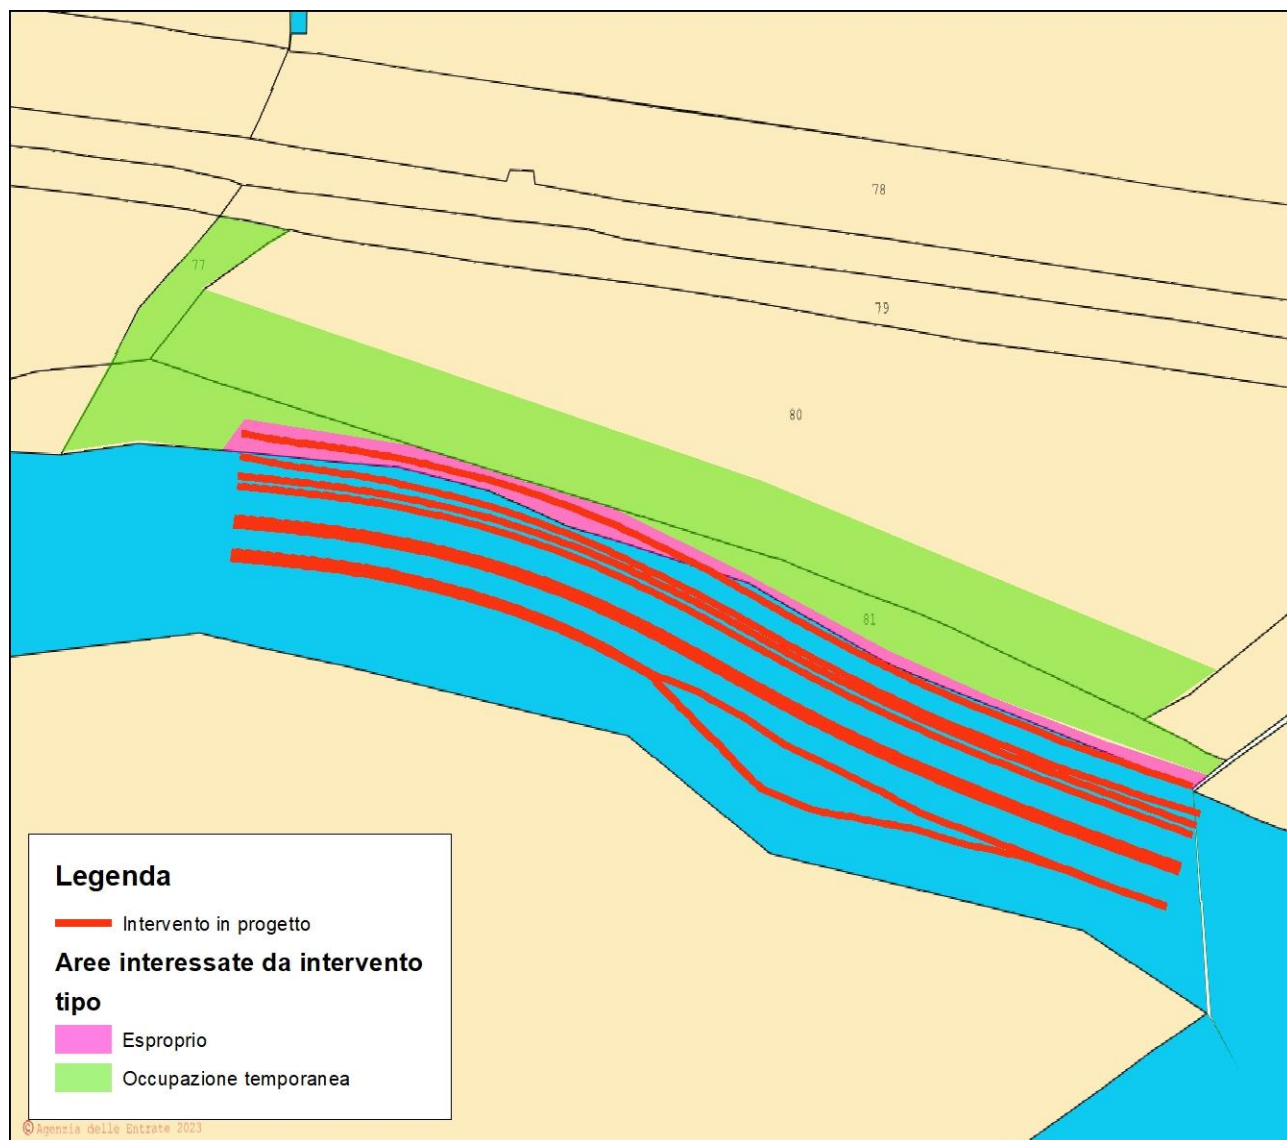 78
77
79
80
81
Legenda
Intervento in progetto
Aree interessate da intervento
tipo
Esproprio
Occupazione temporanea
© Agenzia delle Entrate 2023